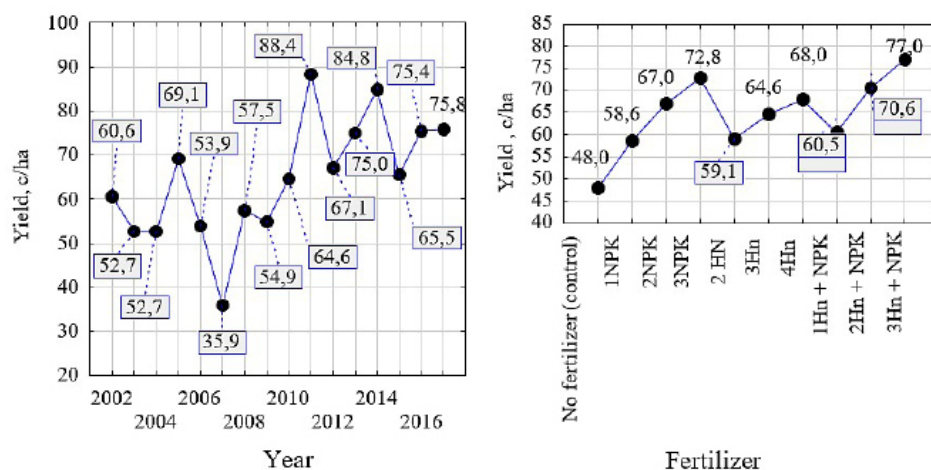 100
90
80
70
60
50
40
30
20
Yield, c/ha
60,6
52,7
52,7
69,1
53,9
35,9
57,5
54,9
64,6
88,4
67,1
75,0
84,8
65,5
75,4
75,8
2002 2006 2010 2014
2004 2008 2012 2016
Year
85
80
75
70
65
60
55
50
45
40
Yield, c/ha
48,0
58,6
67,0
72,8
59,1
64,6
68,0
60,5
70,6
77,0
No fertilizer (control)
1NPK
2NPK
3NPK
2 HN
3Hn
4Hn
1Hn + NPK
2Hn + NPK
3Hn + NPK
Fertilizer